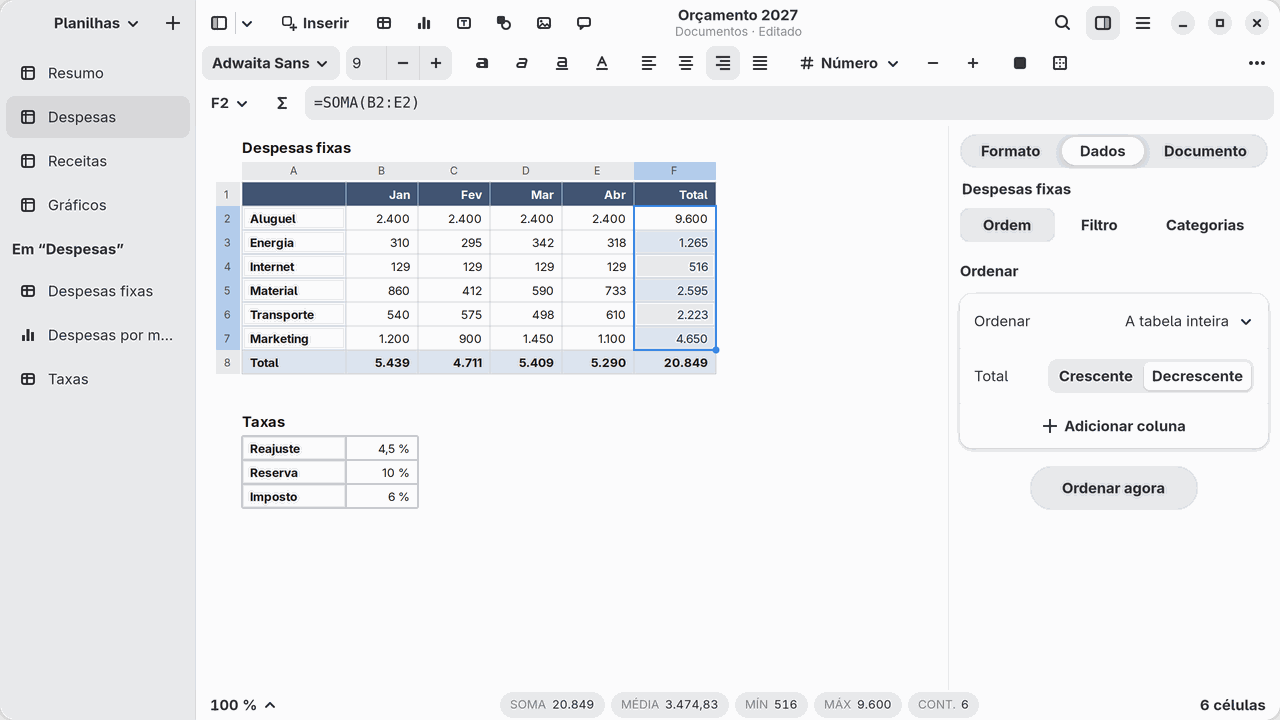 Planilhas
Inserir
Orçamento 2027
Documentos · Editado
Adwaita Sans
9
a a a A
# Número
F2
Σ
=SOMA(B2:E2)
Resumo
Despesas
Receitas
Gráficos
Em “Despesas”
Despesas fixas
Despesas por m...
Taxas
Despesas fixas
A B C D E F
1 Jan Fev Mar Abr Total
2 Aluguel 2.400 2.400 2.400 2.400 9.600
3 Energia 310 295 342 318 1.265
4 Internet 129 129 129 129 516
5 Material 860 412 590 733 2.595
6 Transporte 540 575 498 610 2.223
7 Marketing 1.200 900 1.450 1.100 4.650
8 Total 5.439 4.711 5.409 5.290 20.849
Taxas
Reajuste 4,5 %
Reserva 10 %
Imposto 6 %
Formato Dados Documento
Despesas fixas
Ordem Filtro Categorias
Ordenar
Ordenar A tabela inteira
Total Crescente Decrescente
Adicionar coluna
Ordenar agora
100 %
SOMA 20.849
MÉDIA 3.474,83
MÍN 516
MÁX 9.600
CONT. 6
6 células